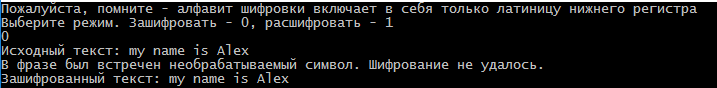 Пожалуйста, помните - алфавит шифровки включает в себя только латиницу нижнего регистра
Выберите режим. Зашифровать - 0, расшифровать - 1
0
Исходный текст: my name is Alex
В фразе был встречен необрабатываемый символ. Шифрование не удалось.
Зашифрованный текст: my name is Alex